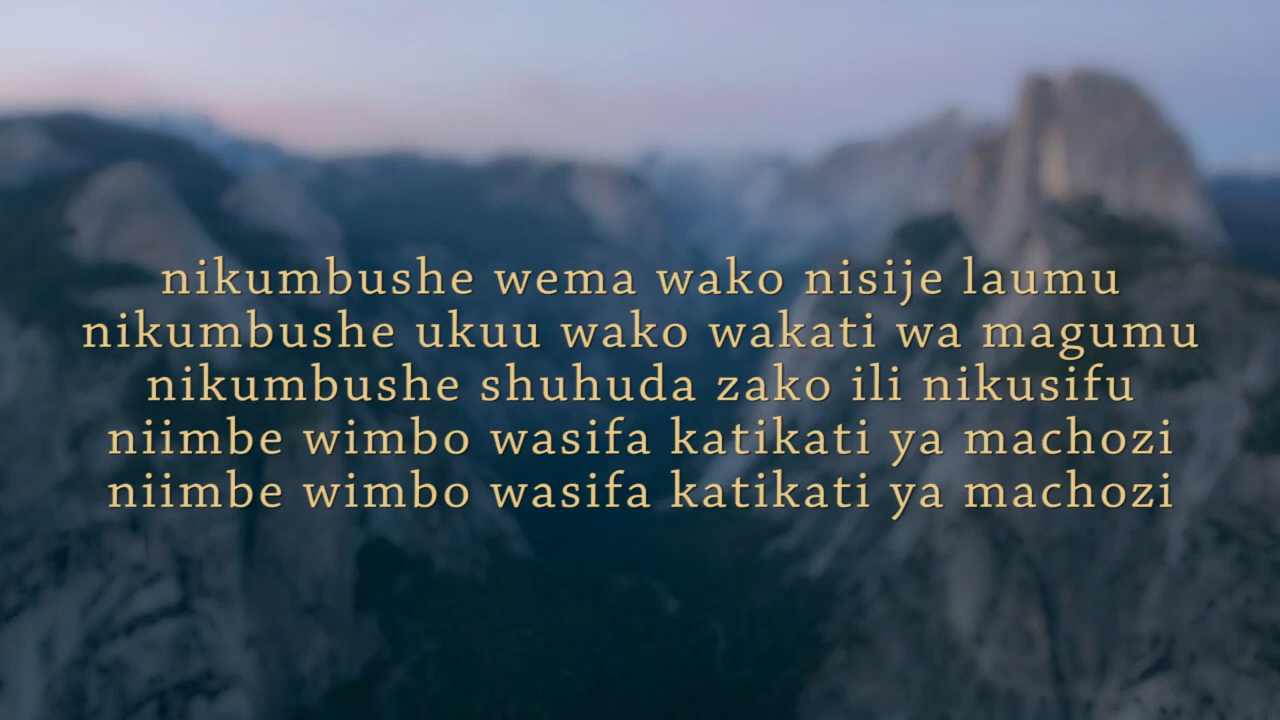 nikumbushe wema wako nisije laumu
nikumbushe ukuu wako wakati wa magumu
nikumbushe shuhuda zako ili nikusifu
niimbe wimbo wasifa katikati ya machozi
niimbe wimbo wasifa katikati ya machozi